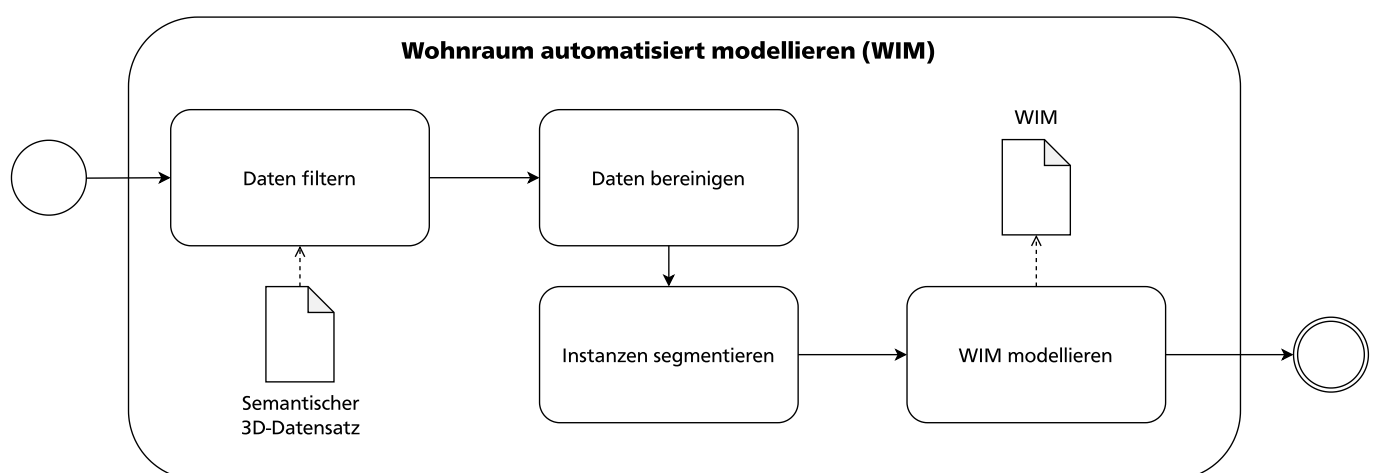 Wohnraum automatisiert modellieren (WIM)
Daten filtern
Daten bereinigen
WIM
Semantischer
3D-Datensatz
Instanzen segmentieren
WIM modellieren